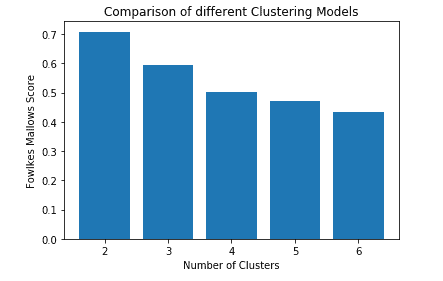 Comparison of different Clustering Models
Fowlkes Mallows Score
0.7
0.6
0.5
0.4
0.3
0.2
0.1
0.0
2 3 4 5 6
Number of Clusters